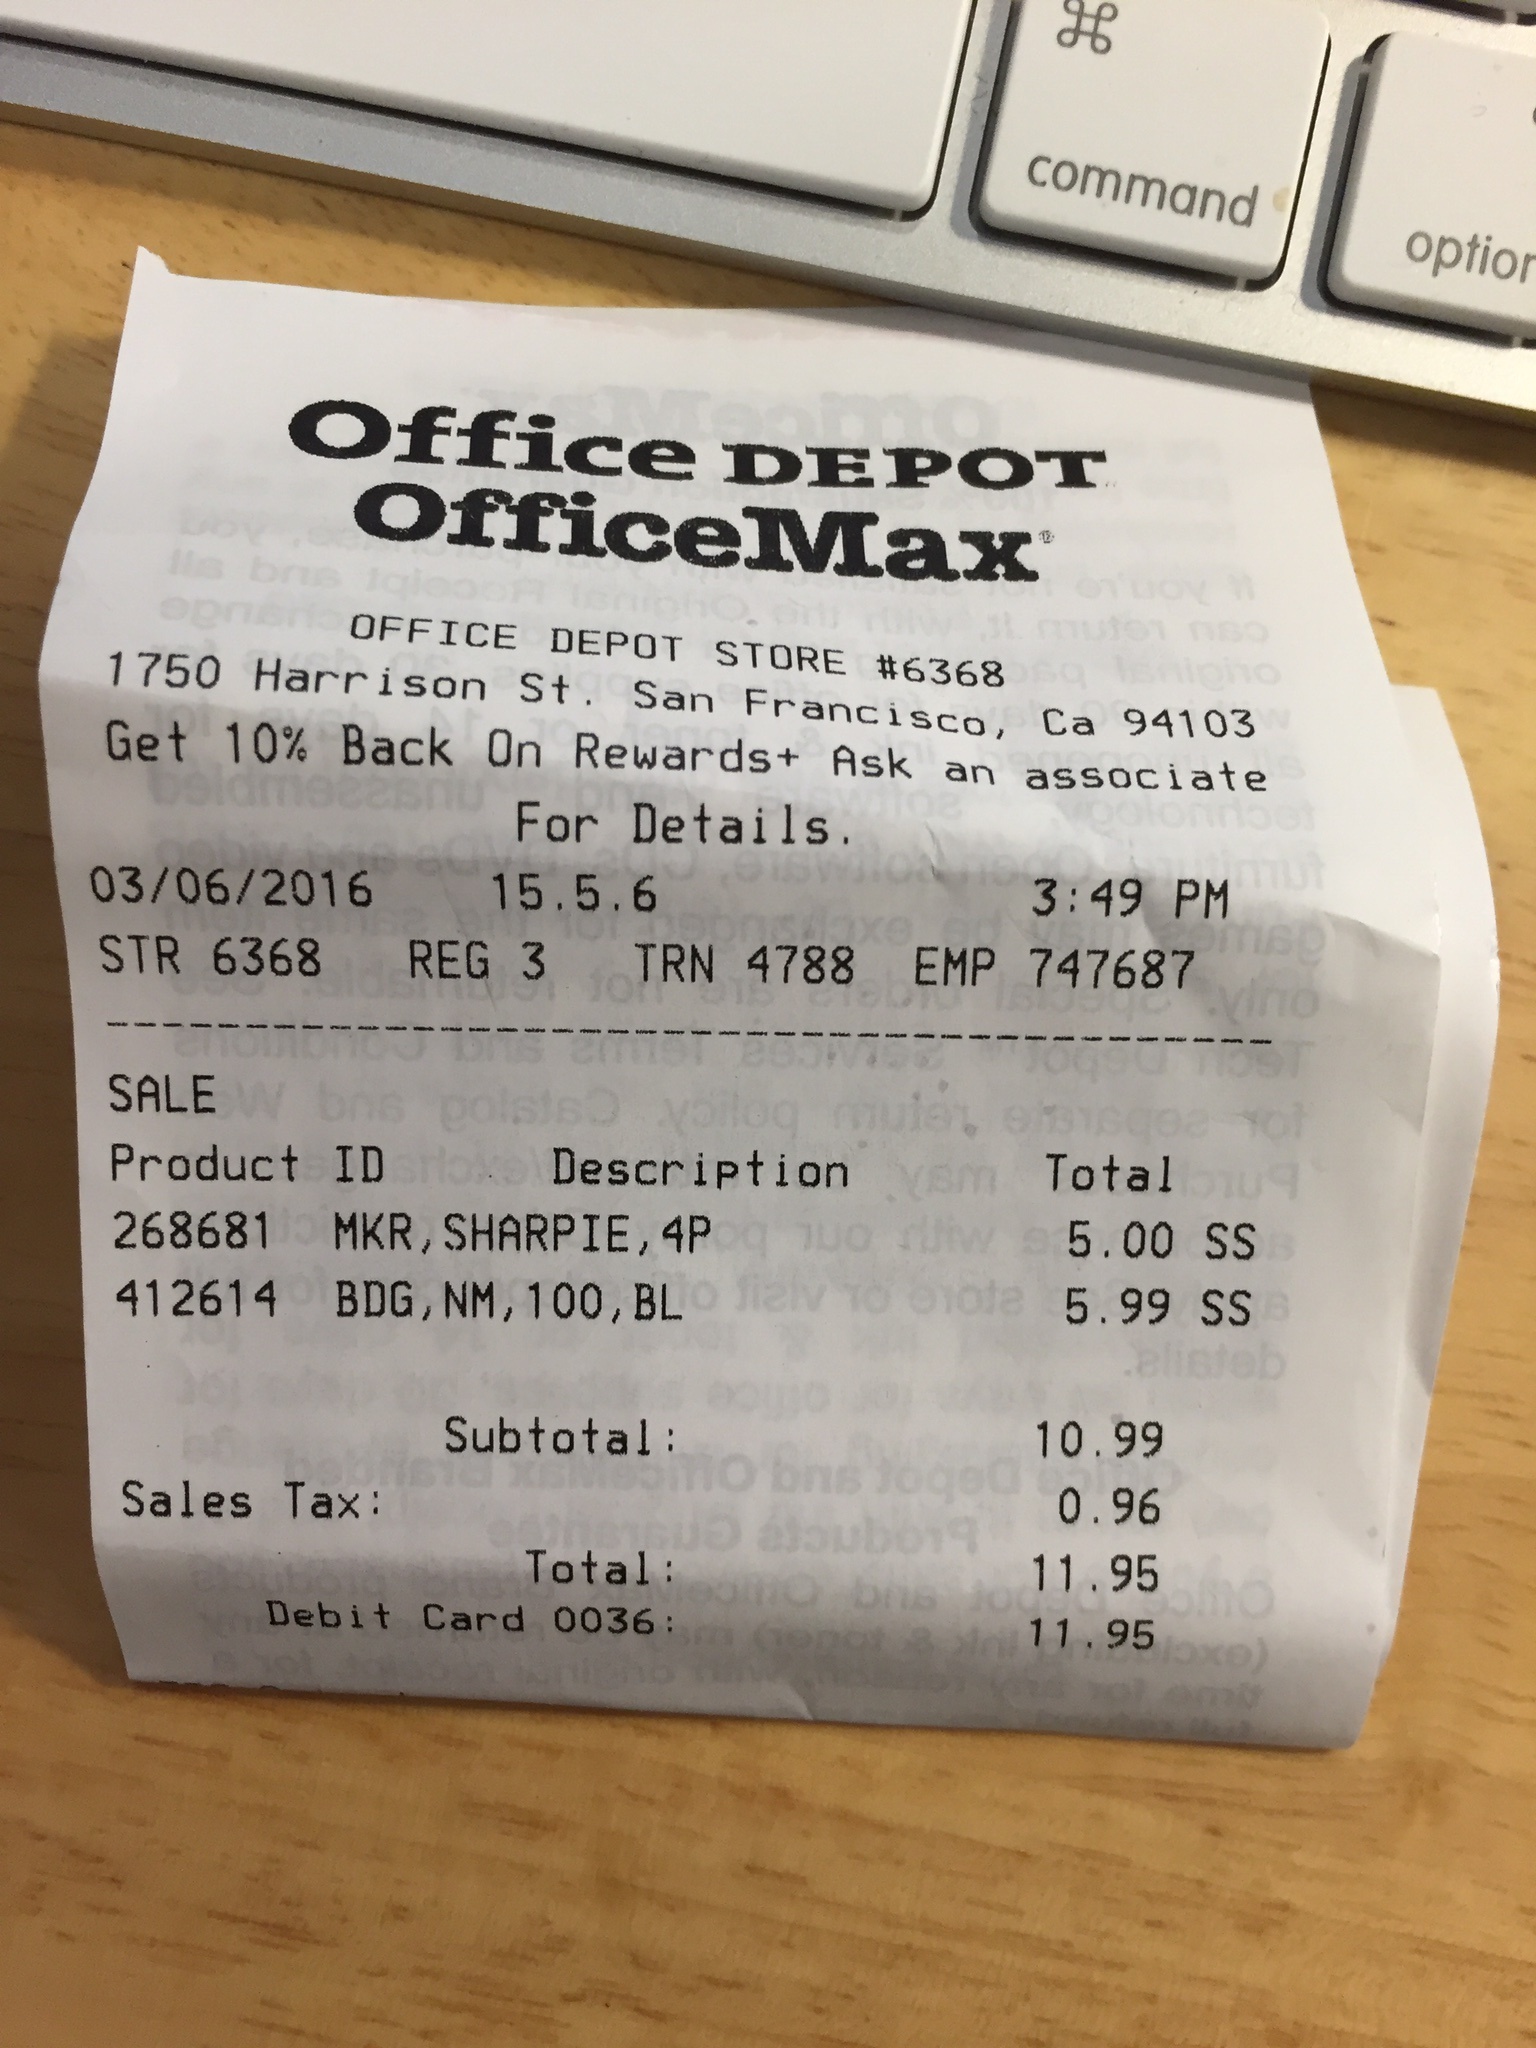 ⌘
command
option
Office DEPOT
OfficeMax®
OFFICE DEPOT STORE #6368
1750 Harrison St. San Francisco, Ca 94103
Get 10% Back On Rewards+ Ask an associate
For Details.
03/06/2016 15.5.6 3:49 PM
STR 6368 REG 3 TRN 4788 EMP 747687
----------------------------------------
SALE
Product ID Description Total
268681 MKR,SHARPIE,4P 5.00 SS
412614 BDG,NM,100,BL 5.99 SS
Subtotal: 10.99
Sales Tax: 0.96
Total: 11.95
Debit Card 0036: 11.95